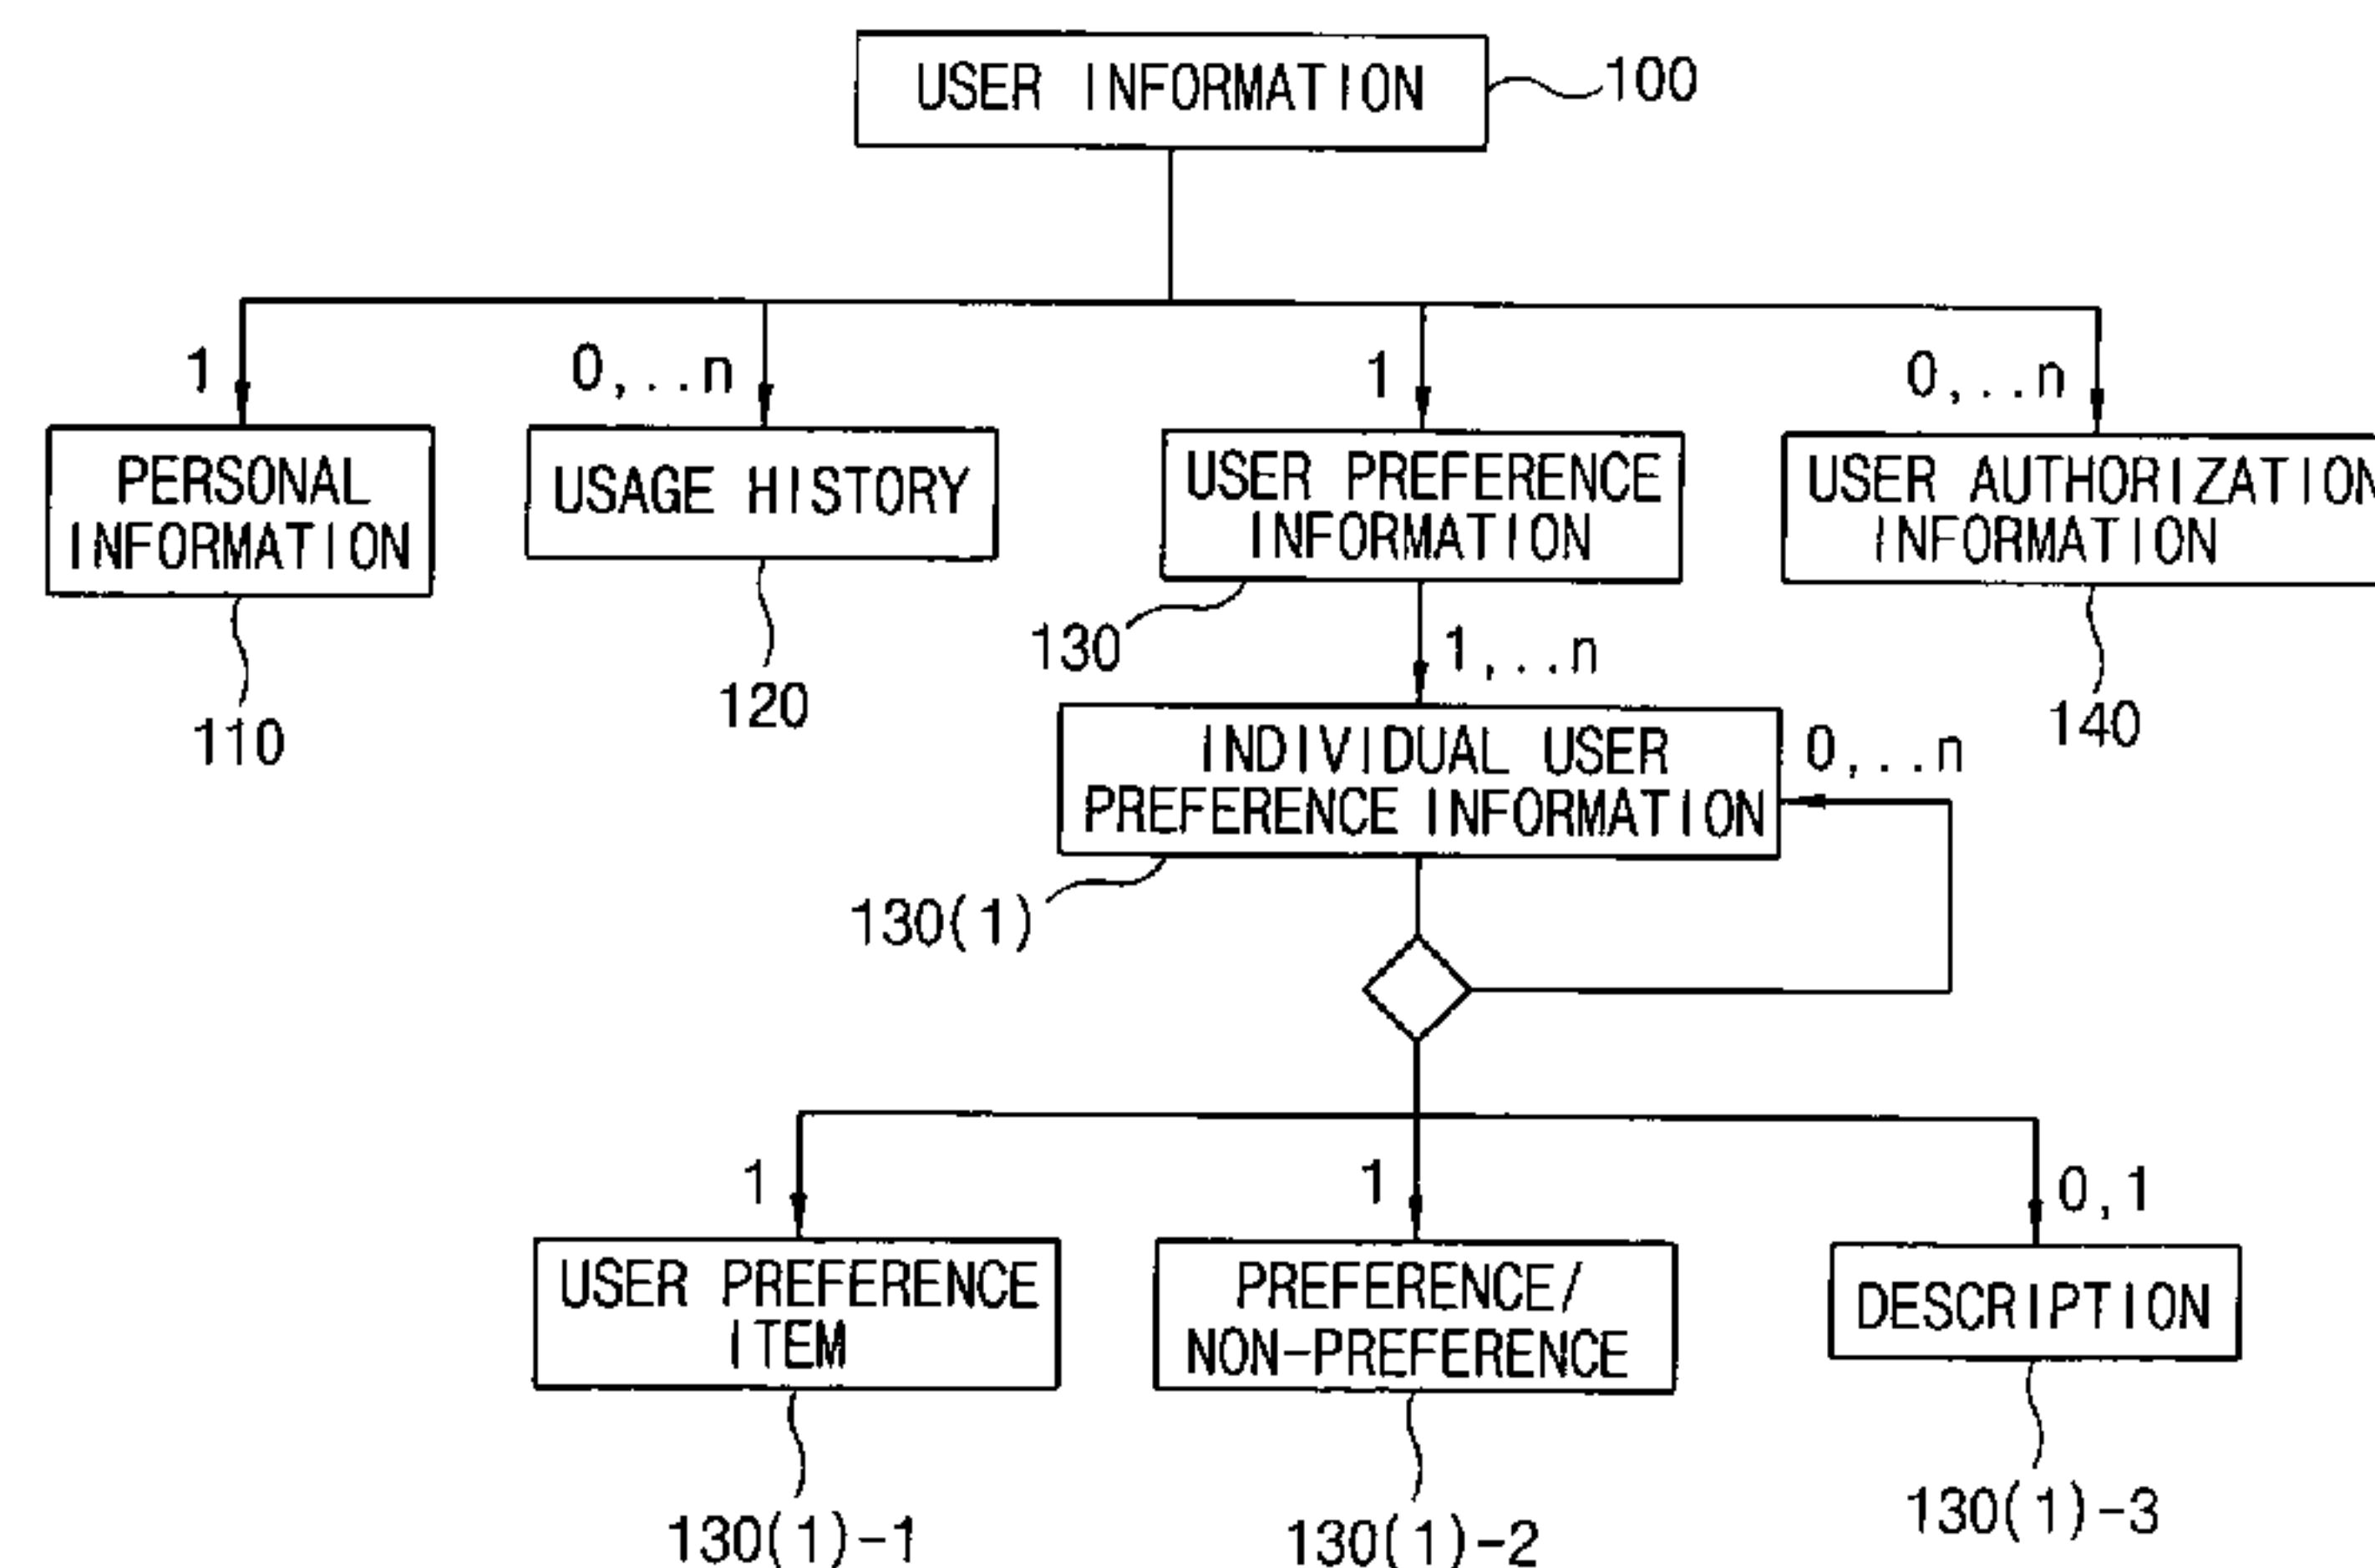 USER INFORMATION
100
1
0,..n
1
0,..n
PERSONAL
INFORMATION
USAGE HISTORY
USER PREFERENCE
INFORMATION
USER AUTHORIZATION
INFORMATION
110
120
130
140
1,..n
INDIVIDUAL USER
PREFERENCE INFORMATION
0,..n
130(1)
1
1
0,1
USER PREFERENCE
ITEM
PREFERENCE/
NON-PREFERENCE
DESCRIPTION
130(1)-1
130(1)-2
130(1)-3